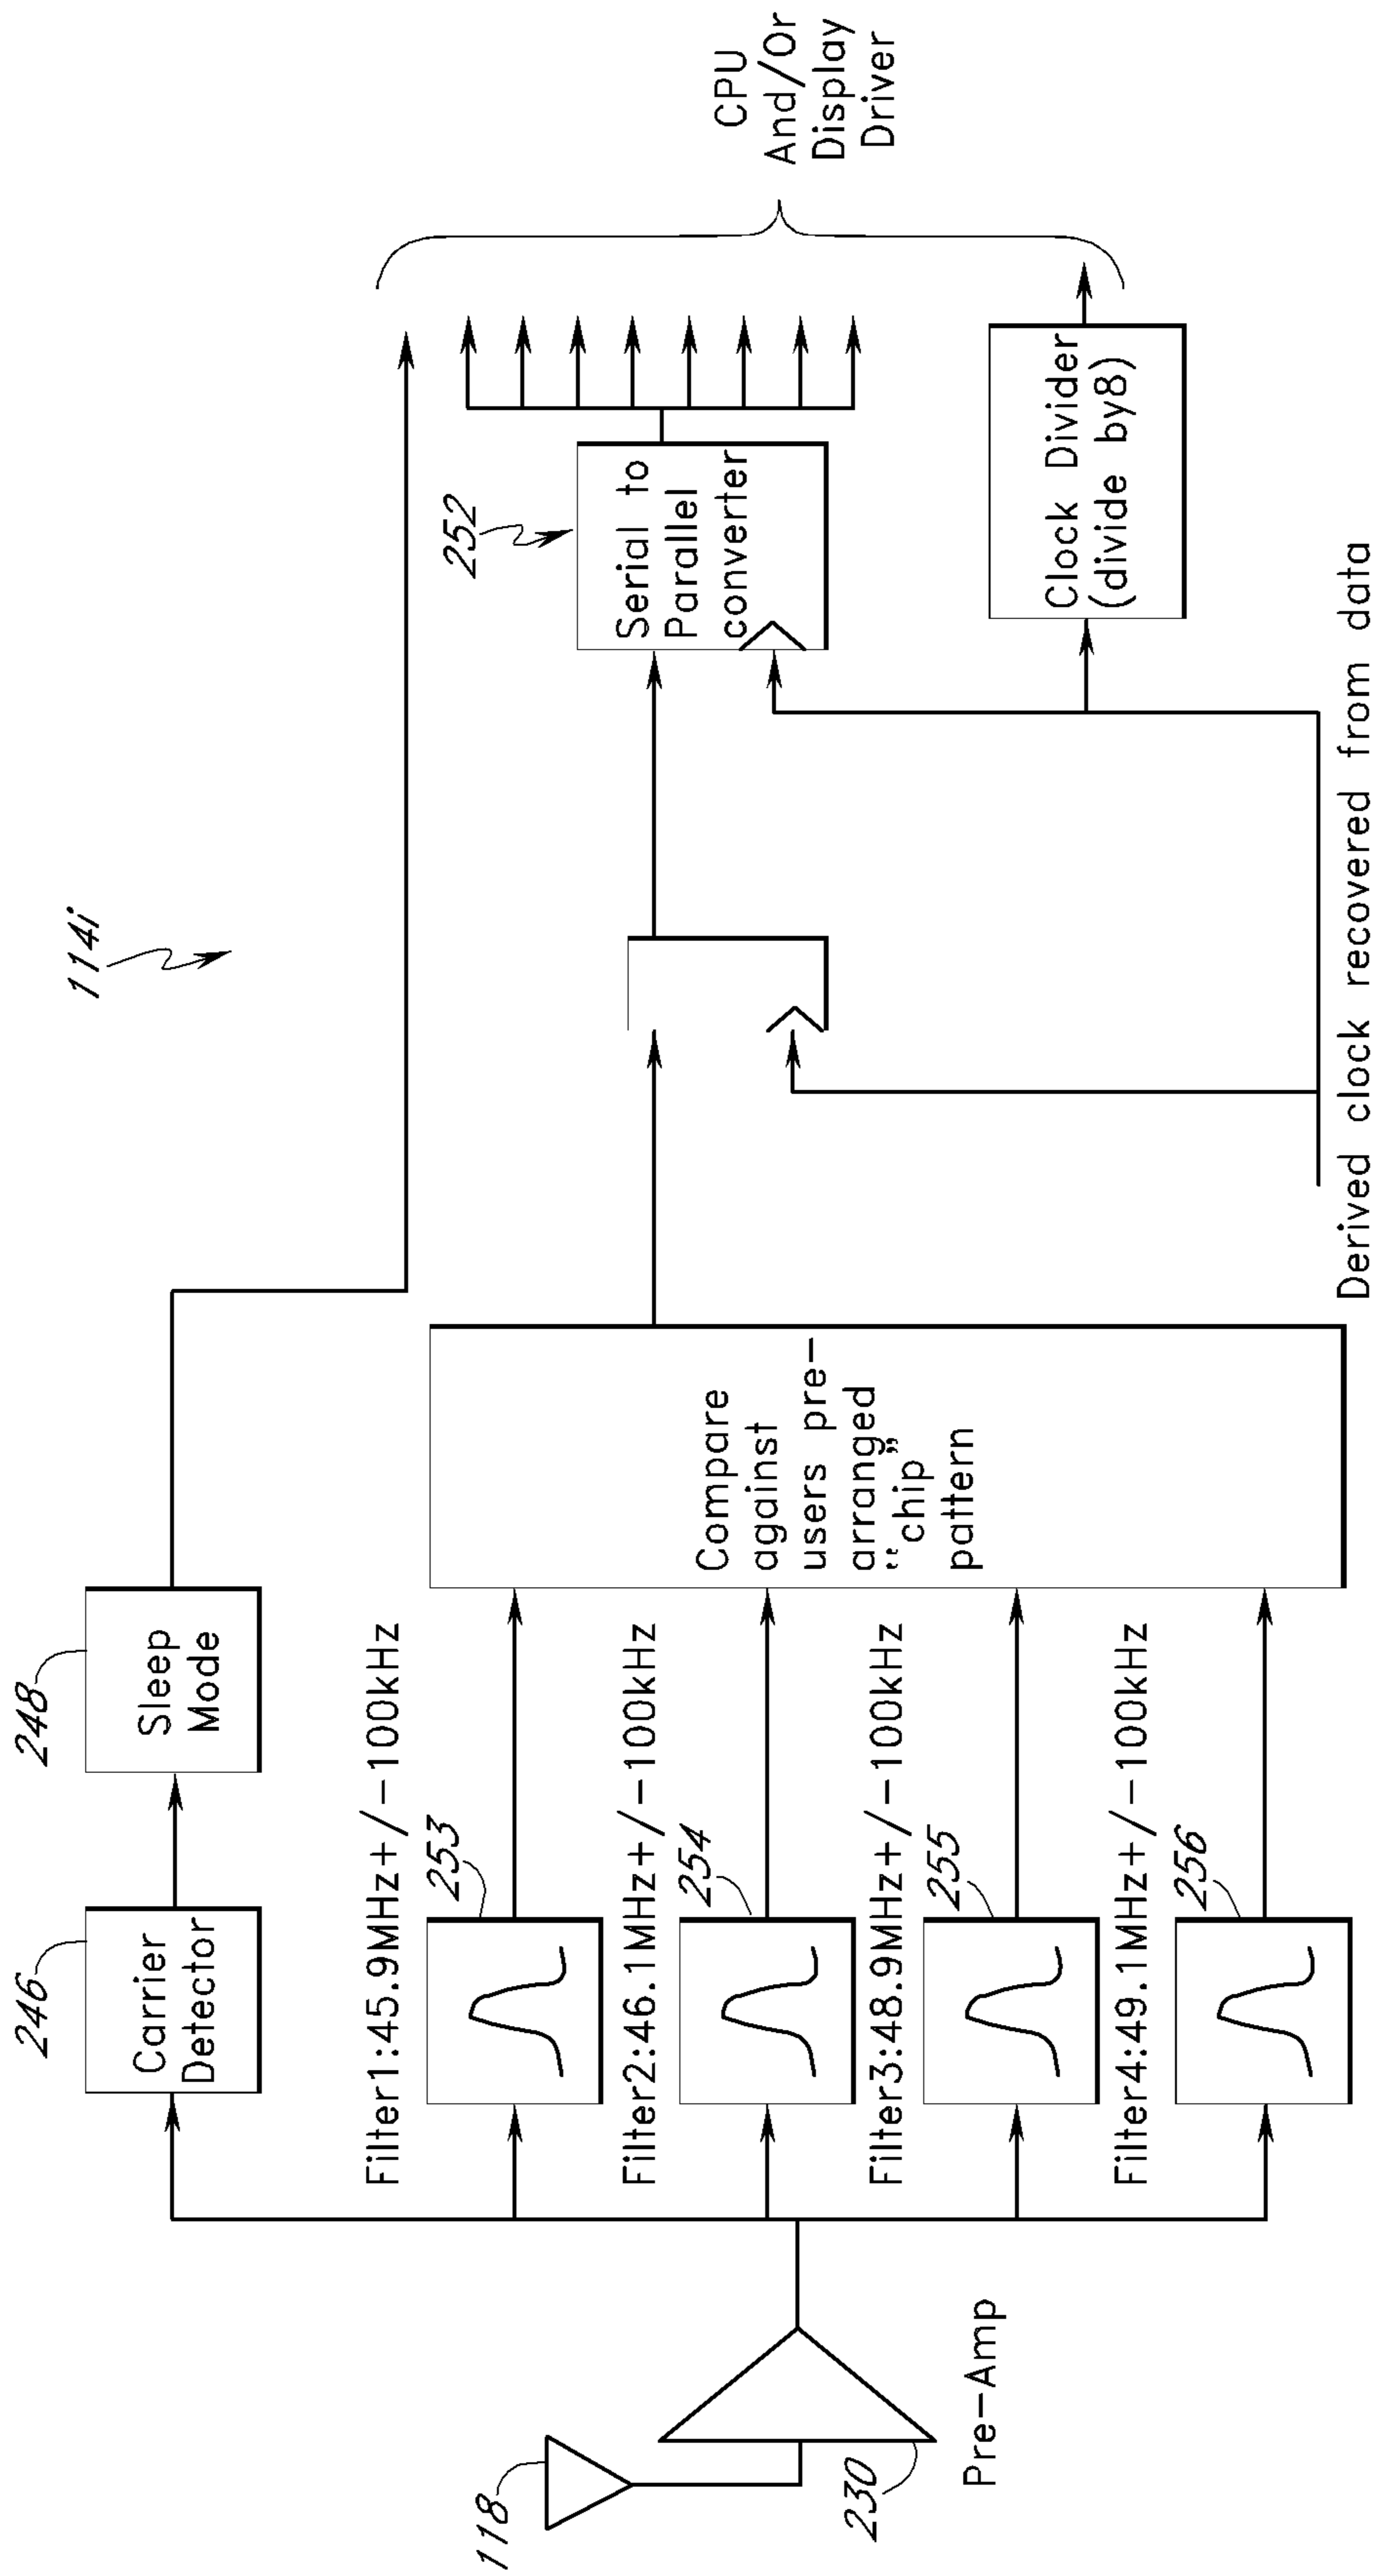 114i
246
Carrier
Detector
248
Sleep
Mode
Filter1:45.9MHz+/-100kHz
253
Filter2:46.1MHz+/-100kHz
254
Filter3:48.9MHz+/-100kHz
255
Filter4:49.1MHz+/-100kHz
256
118
230
Pre-Amp
Compare
against
users pre-
arranged
“chip”
pattern
252
Serial to
Parallel
converter
Clock Divider
(divide by8)
CPU
And/Or
Display
Driver
Derived clock recovered from data